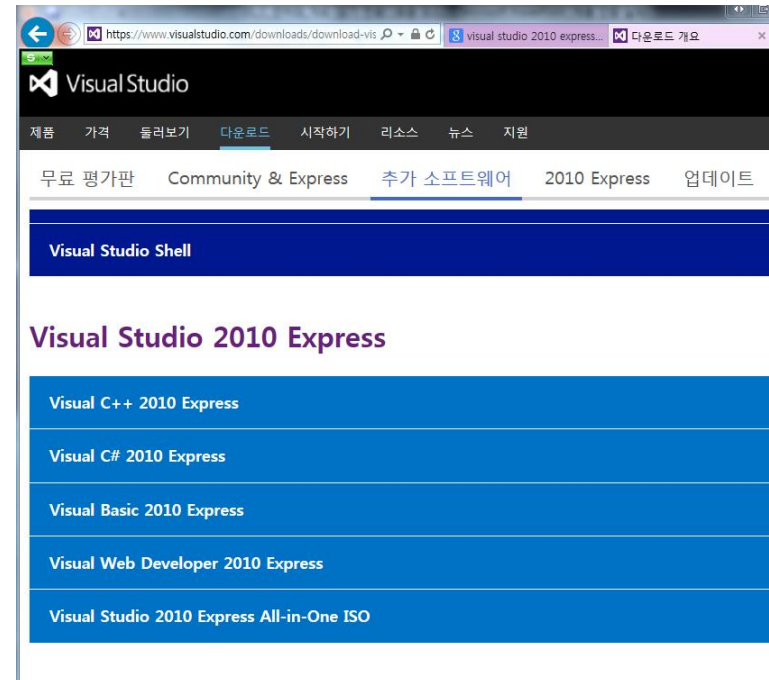 https://www.visualstudio.com/downloads/download-vis
visual studio 2010 express...
다운로드 개요
Visual Studio
제품 가격 둘러보기 다운로드 시작하기 리소스 뉴스 지원
무료 평가판 Community & Express 추가 소프트웨어 2010 Express 업데이트
Visual Studio Shell
Visual Studio 2010 Express
Visual C++ 2010 Express
Visual C# 2010 Express
Visual Basic 2010 Express
Visual Web Developer 2010 Express
Visual Studio 2010 Express All-in-One ISO